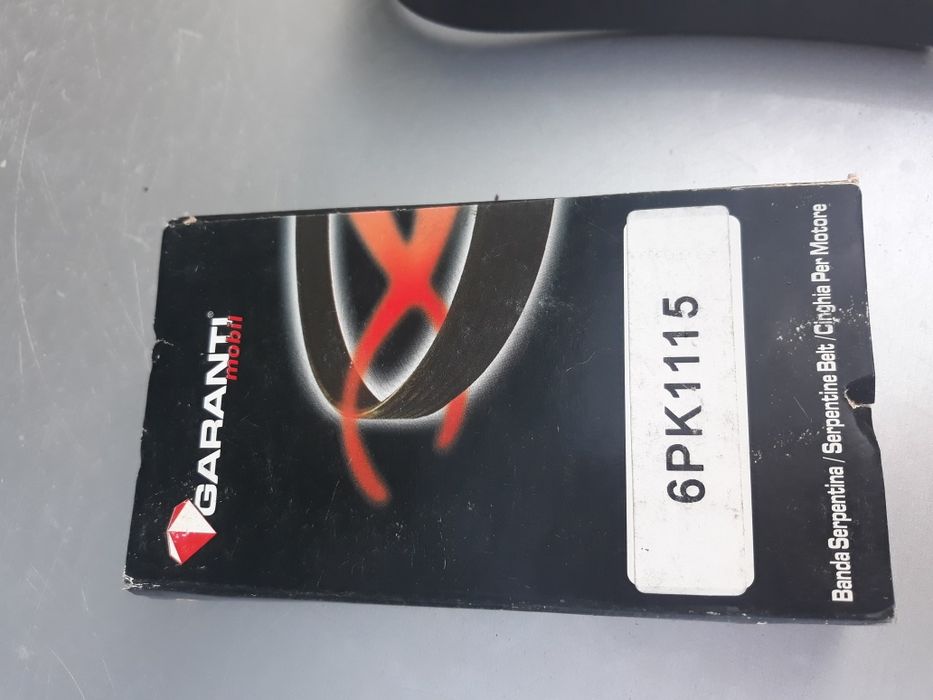 GARANTI®
mobil
6PK1115
Banda Serpentina / Serpentine Belt / Cinghia Per Motore